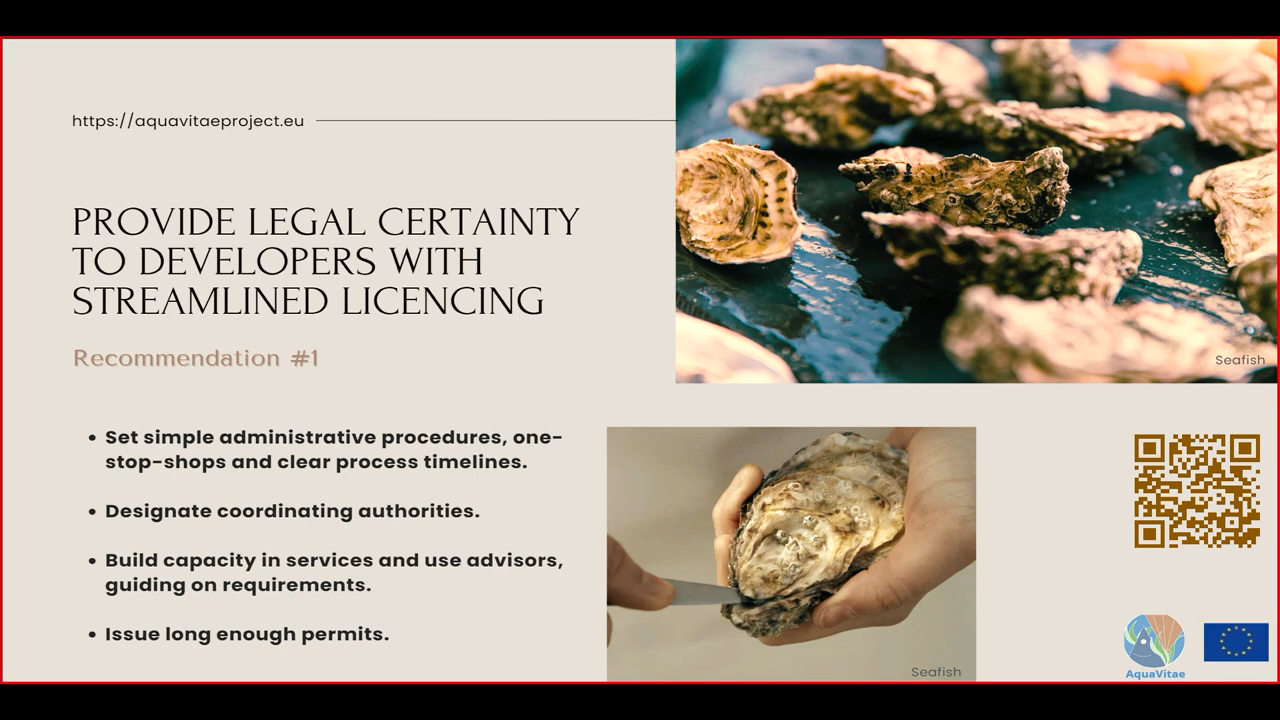 https://aquavitaeproject.eu
PROVIDE LEGAL CERTAINTY
TO DEVELOPERS WITH
STREAMLINED LICENCING
Recommendation #1
• Set simple administrative procedures, one-
stop-shops and clear process timelines.
• Designate coordinating authorities.
• Build capacity in services and use advisors,
guiding on requirements.
• Issue long enough permits.
Seafish
Seafish
AquaVitae